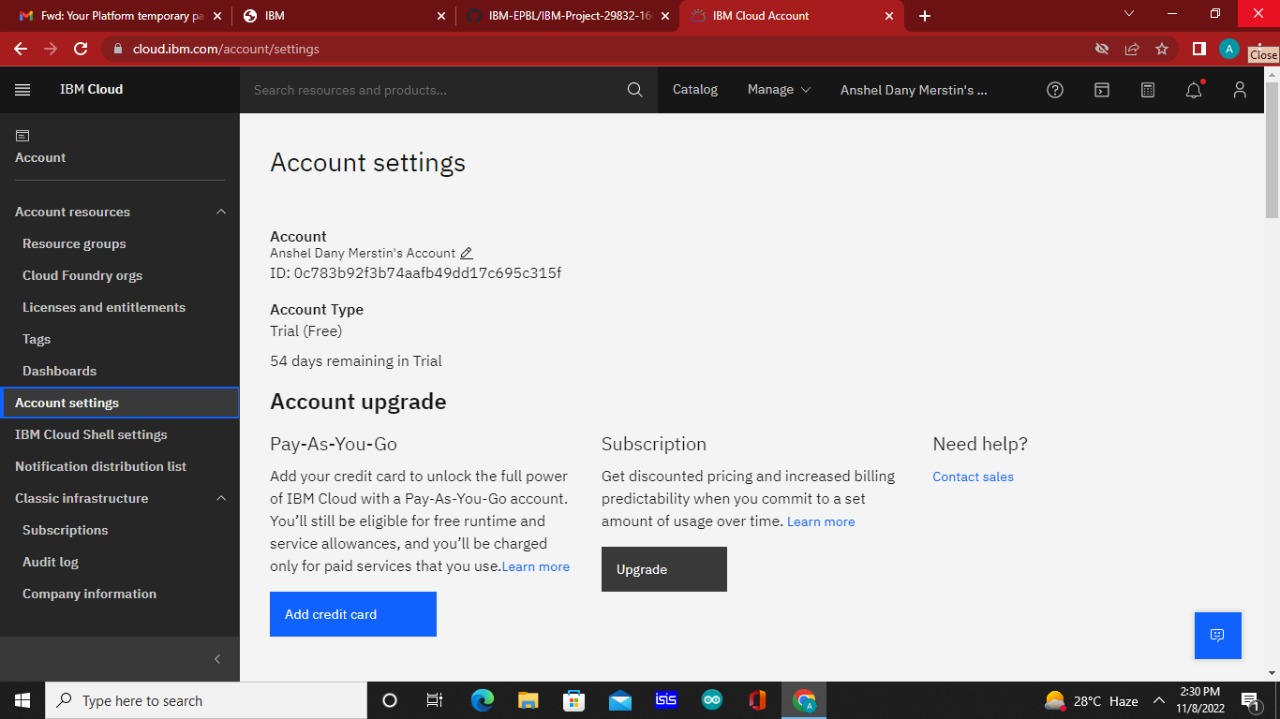 Fwd: Your Platform temporary pa
IBM
IBM-EPBL/IBM-Project-29832-16
IBM Cloud Account
cloud.ibm.com/account/settings
A
Close
IBM Cloud
Search resources and products...
Catalog
Manage
Anshel Dany Merstin's ...
Account
Account resources
Resource groups
Cloud Foundry orgs
Licenses and entitlements
Tags
Dashboards
Account settings
IBM Cloud Shell settings
Notification distribution list
Classic infrastructure
Subscriptions
Audit log
Company information
Account settings
Account
Anshel Dany Merstin's Account
ID: 0c783b92f3b74aafb49dd17c695c315f
Account Type
Trial (Free)
54 days remaining in Trial
Account upgrade
Pay-As-You-Go
Add your credit card to unlock the full power
of IBM Cloud with a Pay-As-You-Go account.
You’ll still be eligible for free runtime and
service allowances, and you’ll be charged
only for paid services that you use.Learn more
Add credit card
Subscription
Get discounted pricing and increased billing
predictability when you commit to a set
amount of usage over time. Learn more
Upgrade
Need help?
Contact sales
Type here to search
isis
A
28°C Haze
2:30 PM
11/8/2022
1